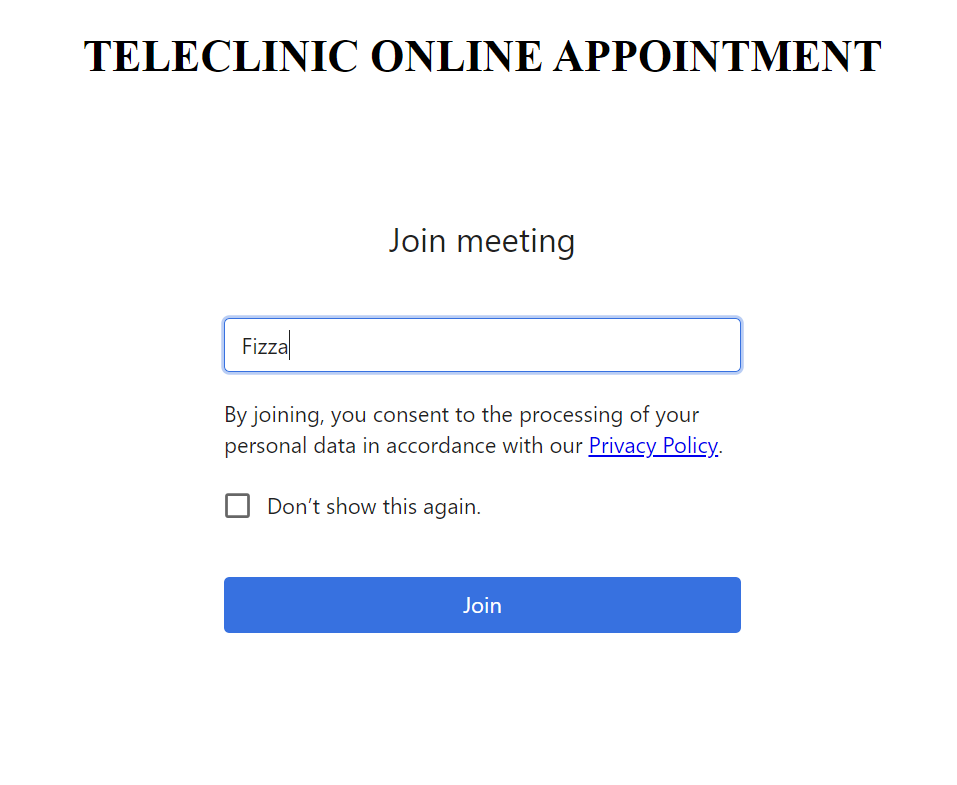 TELECLINIC ONLINE APPOINTMENT
Join meeting
Fizza
By joining, you consent to the processing of your
personal data in accordance with our Privacy Policy.
Don’t show this again.
Join